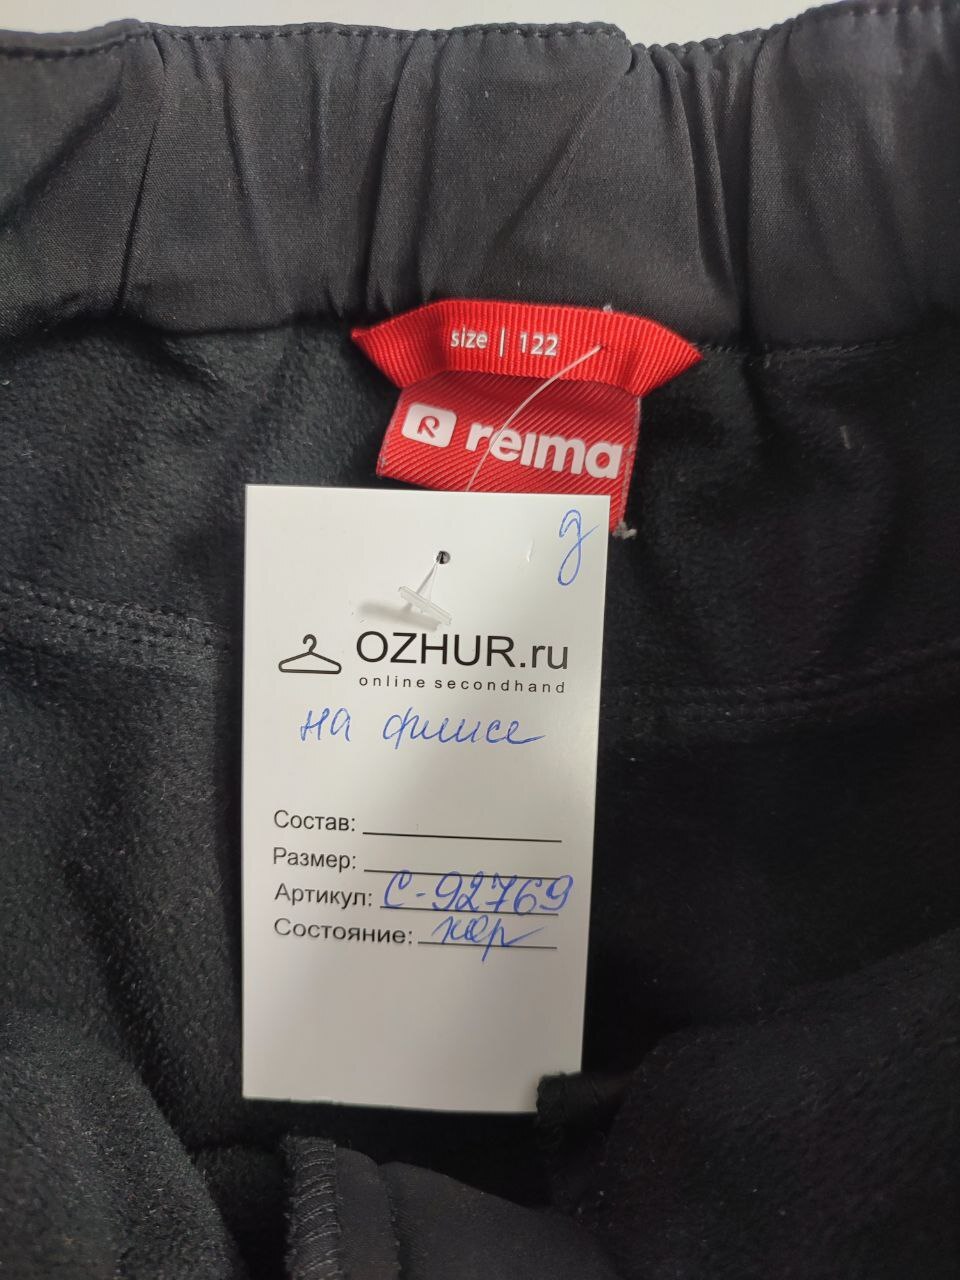 size | 122
reima
д
OZHUR.ru
online secondhand
на флисе
Состав:
Размер:
Артикул: С-92769
Состояние: хор